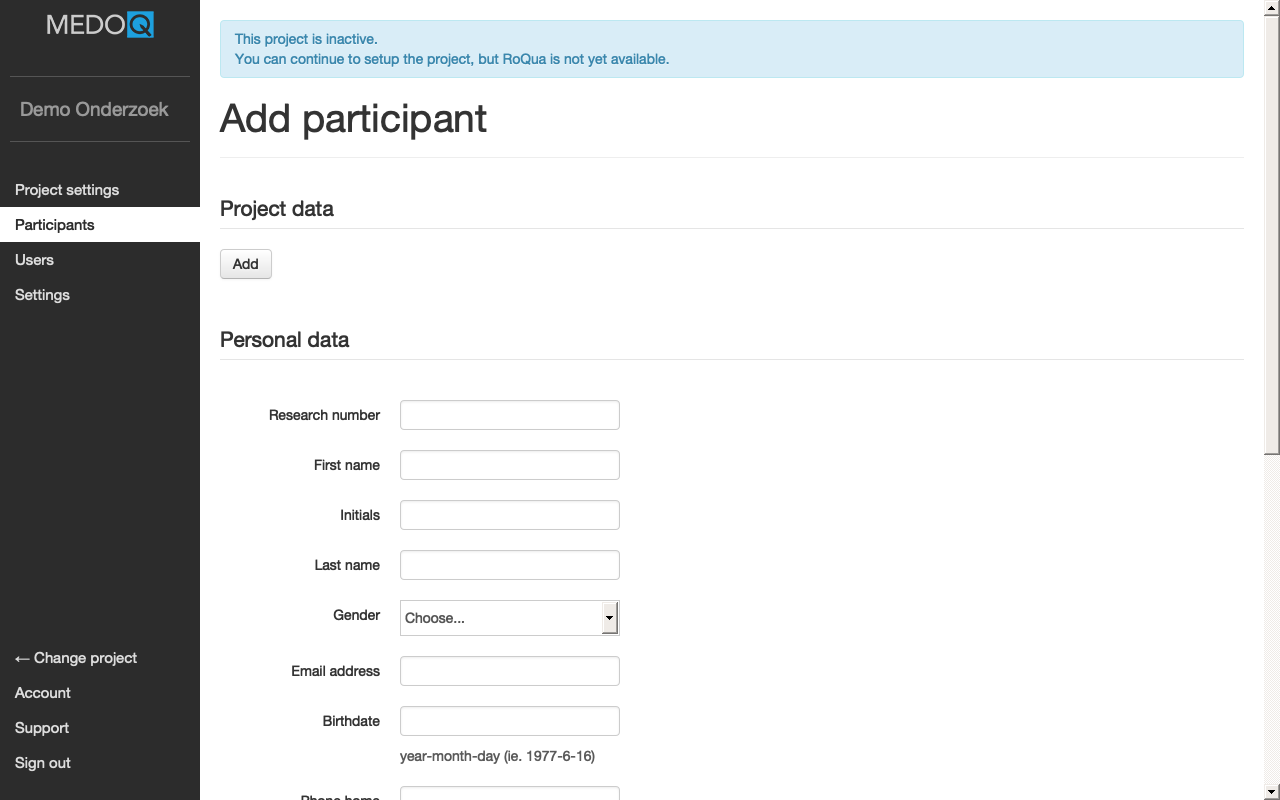 MEDOQ
Demo Onderzoek
Project settings
Participants
Users
Settings
← Change project
Account
Support
Sign out
This project is inactive.
You can continue to setup the project, but RoQua is not yet available.
Add participant
Project data
Add
Personal data
Research number
First name
Initials
Last name
Gender
Choose...
Email address
Birthdate
year-month-day (ie. 1977-6-16)
Phone home